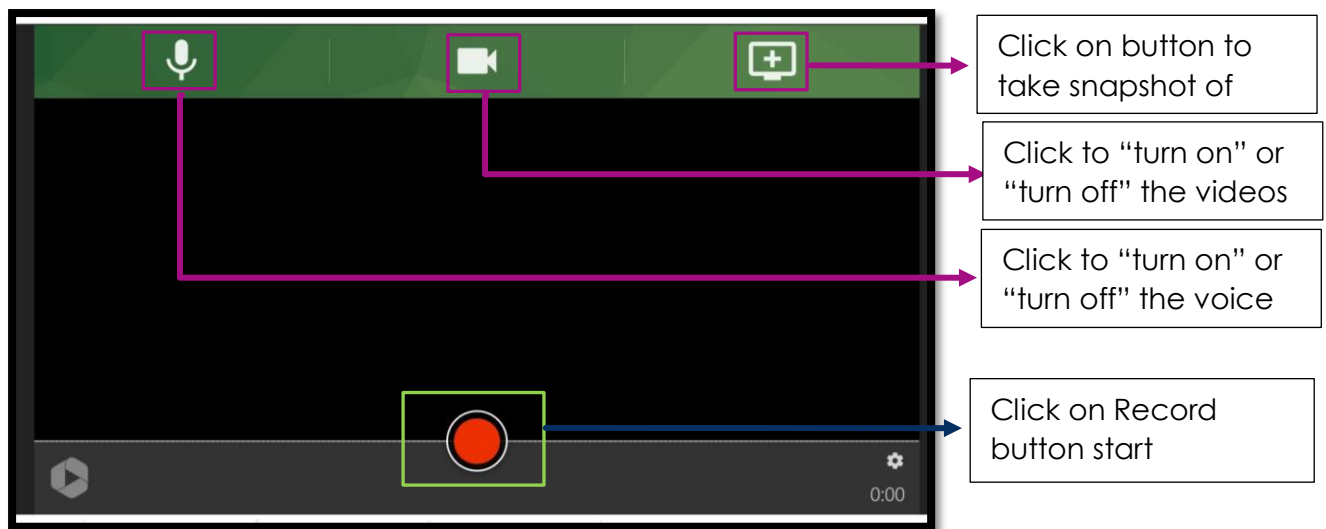 Click on button to
take snapshot of
Click to “turn on” or
“turn off” the videos
Click to “turn on” or
“turn off” the voice
Click on Record
button start
0:00